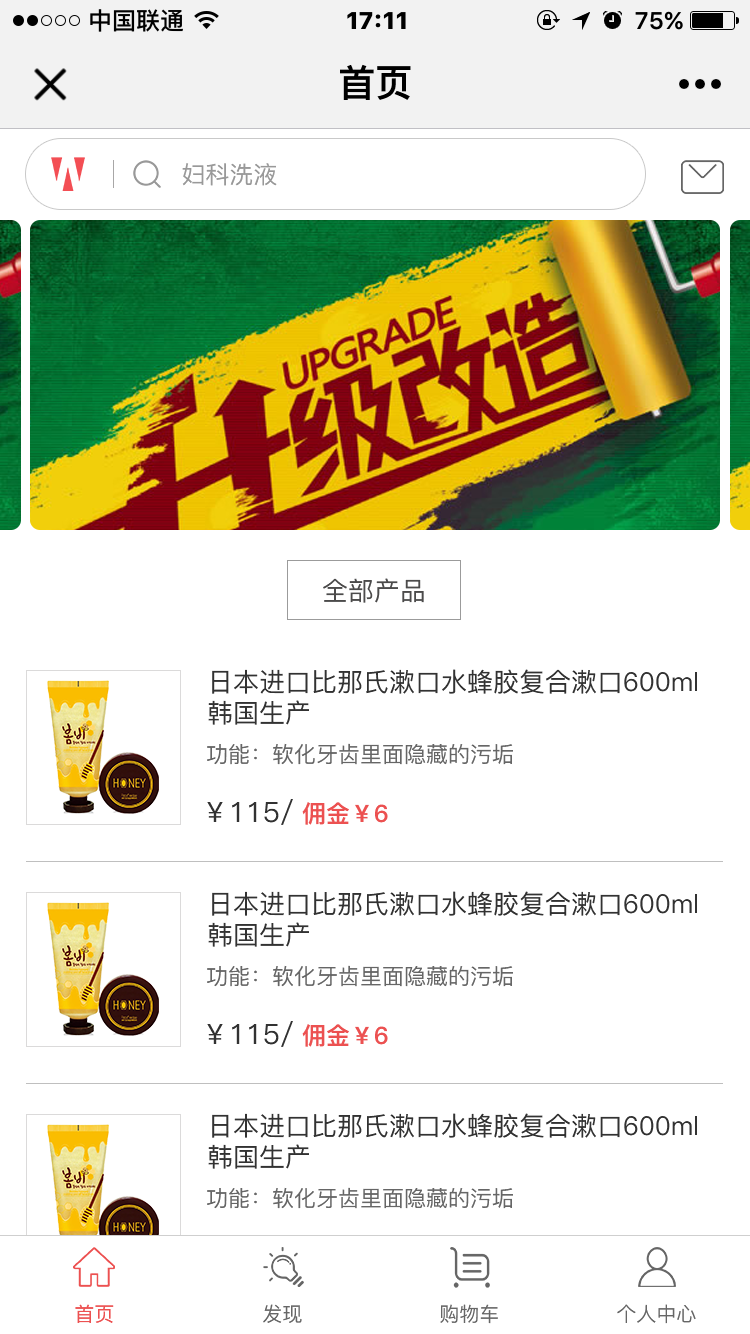 中国联通
17:11
75%
首页
妇科洗液
UPGRADE
升级改造
全部产品
日本进口比那氏漱口水蜂胶复合漱口600ml
韩国生产
功能：软化牙齿里面隐藏的污垢
¥115/ 佣金¥6
봄비
HONEY
日本进口比那氏漱口水蜂胶复合漱口600ml
韩国生产
功能：软化牙齿里面隐藏的污垢
¥115/ 佣金¥6
봄비
HONEY
日本进口比那氏漱口水蜂胶复合漱口600ml
韩国生产
功能：软化牙齿里面隐藏的污垢
봄비
HONEY
首页
发现
购物车
个人中心